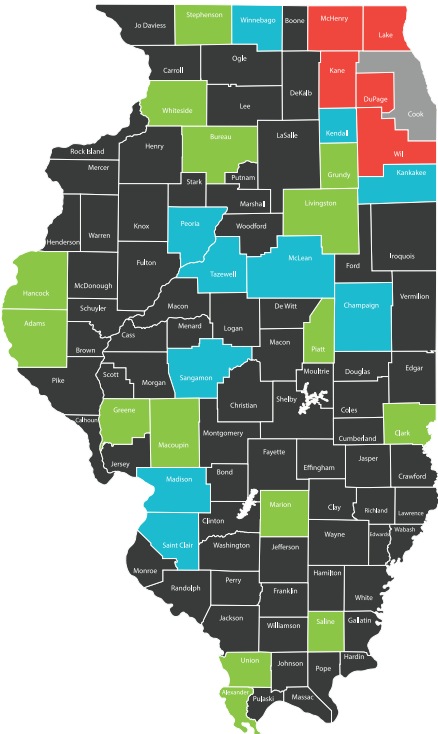 Stephenson
Jo Daviess
Winnebago
Boone
McHenry
Lake
Carroll
Ogle
DeKalb
Kane
DuPage
Cook
Whiteside
Lee
Kendall
Will
Rock Island
Henry
Bureau
LaSalle
Grundy
Kankakee
Mercer
Stark
Putnam
Marshall
Livingston
Henderson
Warren
Knox
Peoria
Woodford
Iroquois
Fulton
Tazewell
McLean
Ford
Hancock
McDonough
Schuyler
Macon
De Witt
Champaign
Vermilion
Adams
Brown
Cass
Menard
Logan
Macon
Piatt
Pike
Scott
Morgan
Sangamon
Christian
Shelby
Moultrie
Douglas
Edgar
Coles
Calhoun
Greene
Macoupin
Montgomery
Cumberland
Clark
Jersey
Madison
Bond
Fayette
Effingham
Jasper
Crawford
Clinton
Marion
Clay
Richland
Lawrence
Saint Clair
Washington
Jefferson
Wayne
Edwards
Wabash
Monroe
Randolph
Perry
Franklin
Hamilton
White
Jackson
Williamson
Saline
Gallatin
Union
Johnson
Pope
Hardin
Alexander
Pulaski
Massac